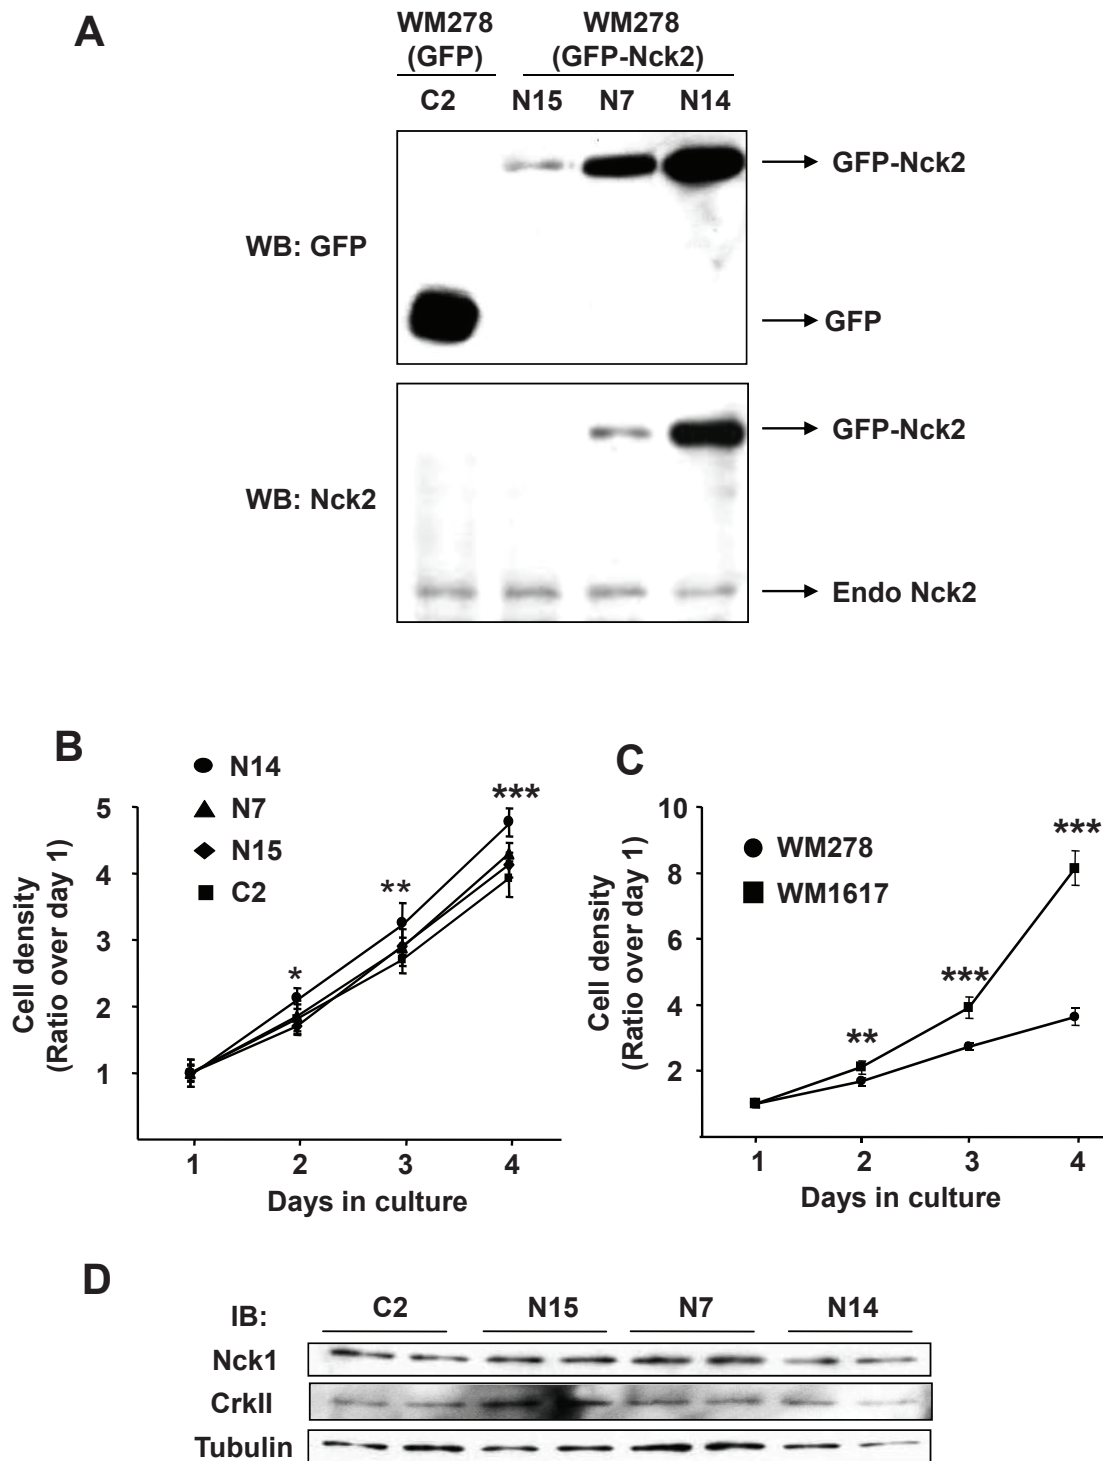 A
WM278
(GFP)
WM278
(GFP-Nck2)
C2
N15
N7
N14
WB: GFP
GFP-Nck2
GFP
WB: Nck2
GFP-Nck2
Endo Nck2
B
N14
N7
N15
C2
***
**
*
5
4
3
2
1
Cell density
(Ratio over day 1)
1
2
3
4
Days in culture
C
WM278
WM1617
***
***
**
10
8
6
4
2
Cell density
(Ratio over day 1)
1
2
3
4
Days in culture
D
IB:
C2
N15
N7
N14
Nck1
CrkII
Tubulin